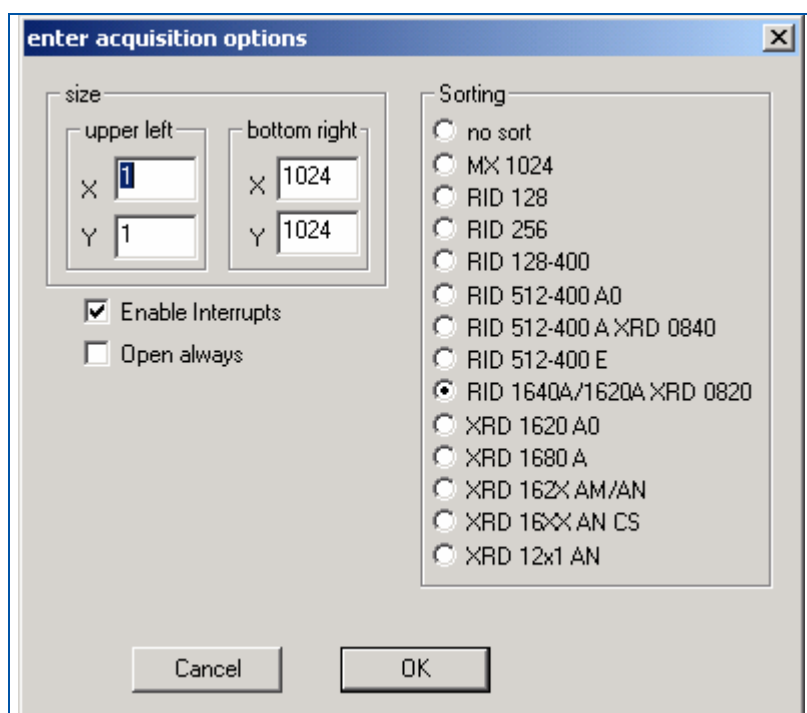 enter acquisition options
size
upper left
X 1
Y 1
bottom right
X 1024
Y 1024
Enable Interrupts
Open always
Sorting
no sort
MX 1024
RID 128
RID 256
RID 128-400
RID 512-400 A0
RID 512-400 A XRD 0840
RID 512-400 E
RID 1640A/1620A XRD 0820
XRD 1620 A0
XRD 1680 A
XRD 162X AM/AN
XRD 16XX AN CS
XRD 12x1 AN
Cancel
OK